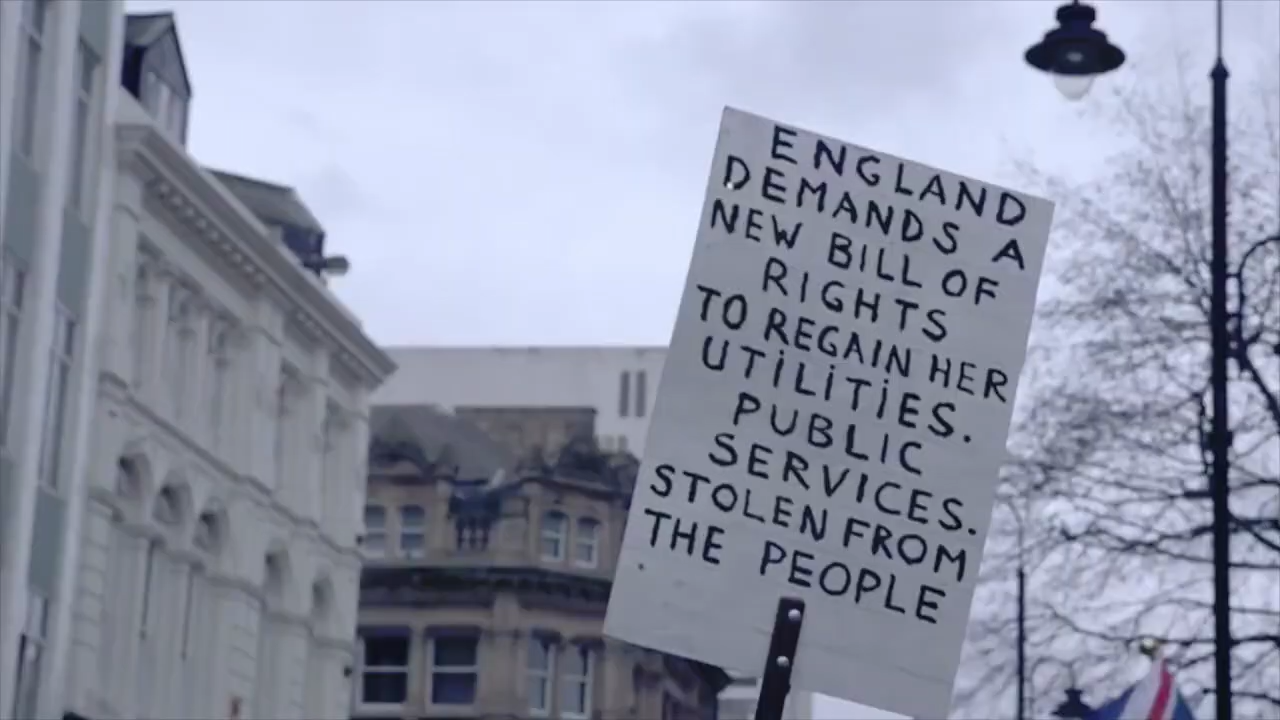 ENGLAND
DEMANDS A
NEW BILL OF
RIGHTS
TO REGAIN HER
UTILITIES.
PUBLIC
SERVICES.
STOLEN FROM
THE PEOPLE